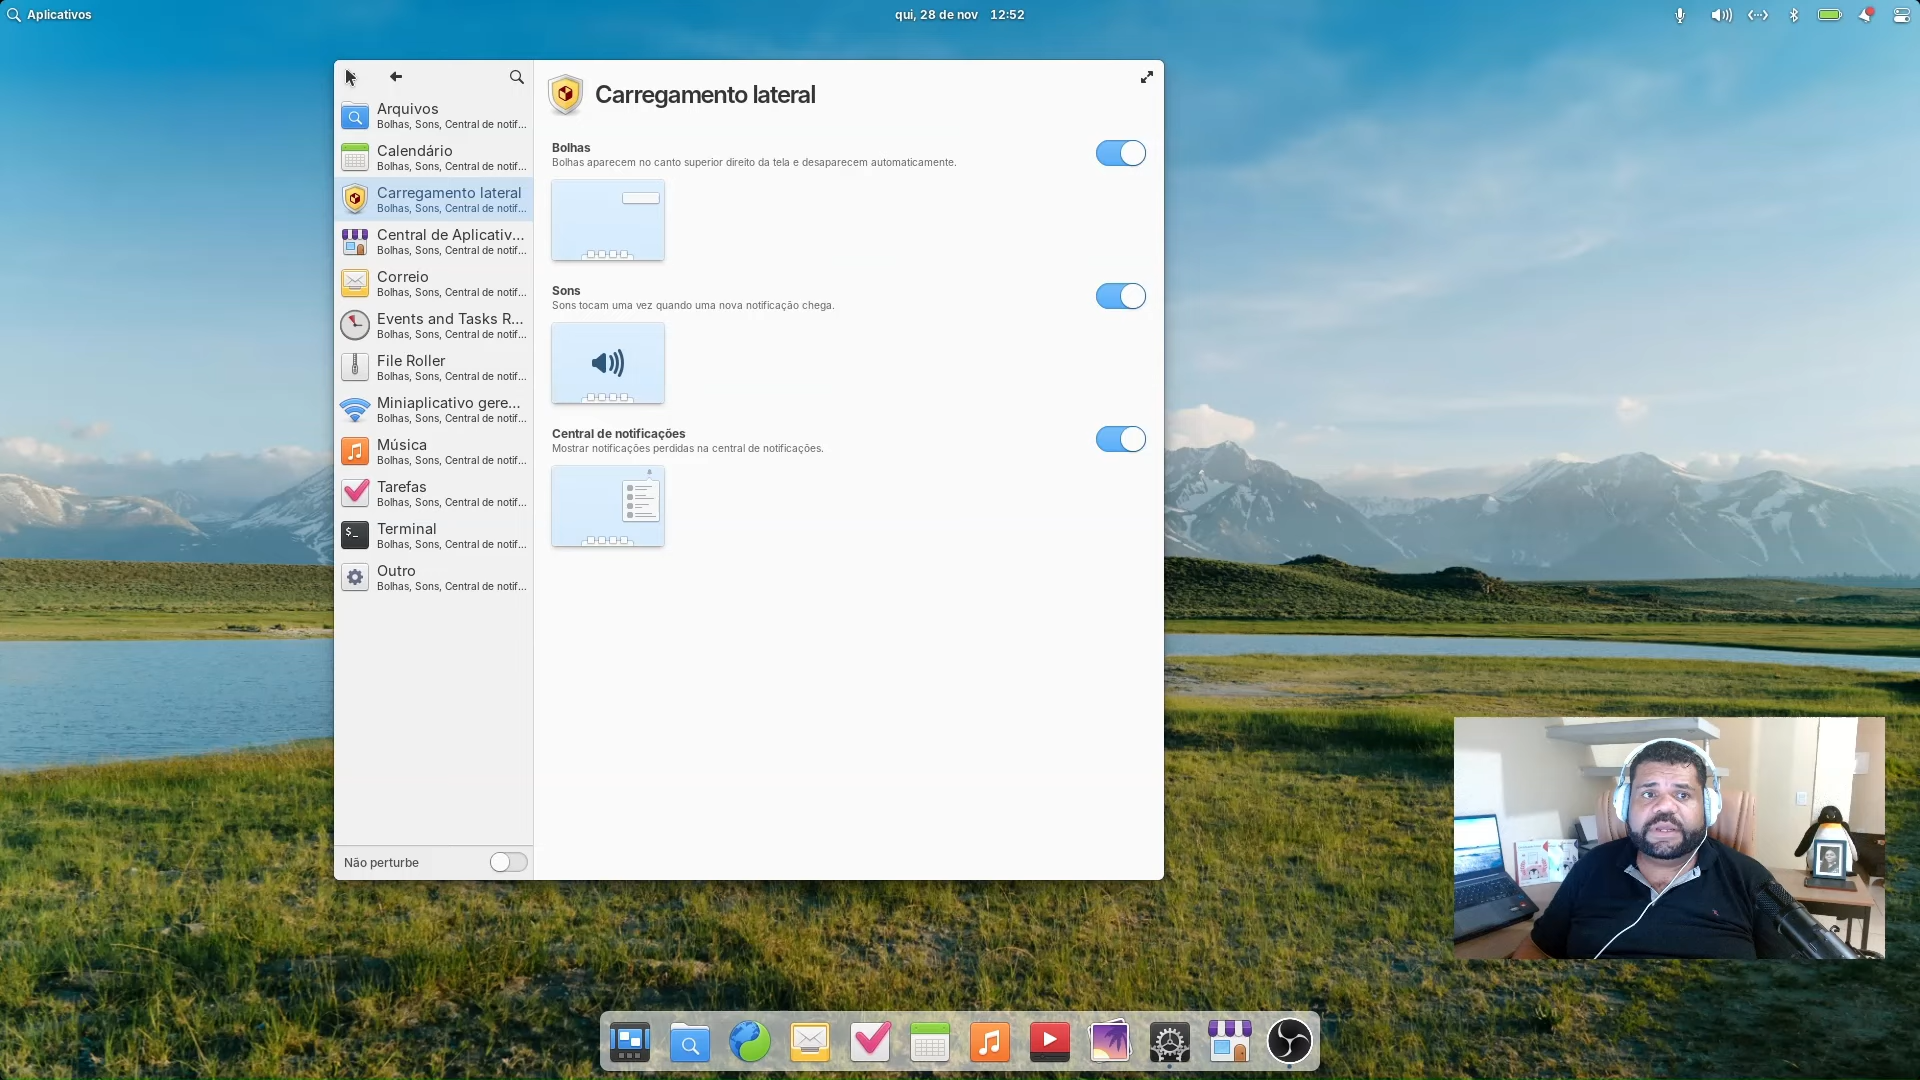 Aplicativos
qui, 28 de nov 12:52
Arquivos
Bolhas, Sons, Central de notif...
Calendário
Bolhas, Sons, Central de notif...
Carregamento lateral
Bolhas, Sons, Central de notif...
Central de Aplicativ...
Bolhas, Sons, Central de notif...
Correio
Bolhas, Sons, Central de notif...
Events and Tasks R...
Bolhas, Sons, Central de notif...
File Roller
Bolhas, Sons, Central de notif...
Miniaplicativo gere...
Bolhas, Sons, Central de notif...
Música
Bolhas, Sons, Central de notif...
Tarefas
Bolhas, Sons, Central de notif...
$_
Terminal
Bolhas, Sons, Central de notif...
Outro
Bolhas, Sons, Central de notif...
Não perturbe
Carregamento lateral
Bolhas
Bolhas aparecem no canto superior direito da tela e desaparecem automaticamente.
Sons
Sons tocam uma vez quando uma nova notificação chega.
Central de notificações
Mostrar notificações perdidas na central de notificações.